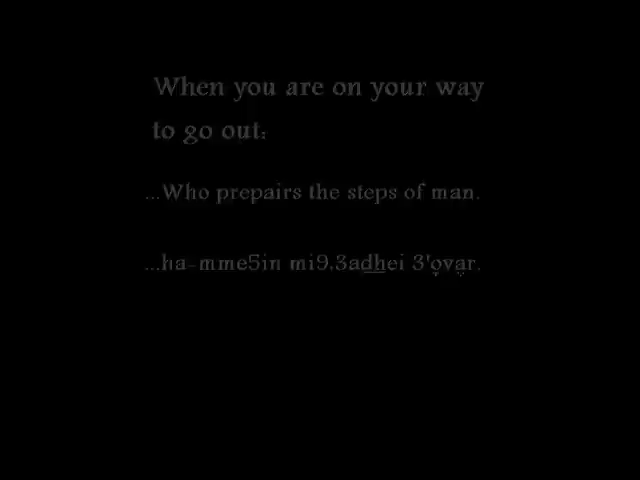 When you are on your way
to go out:
...Who prepairs the steps of man.
...ha-mme5in mi9.3adhei 3'ọvạr.